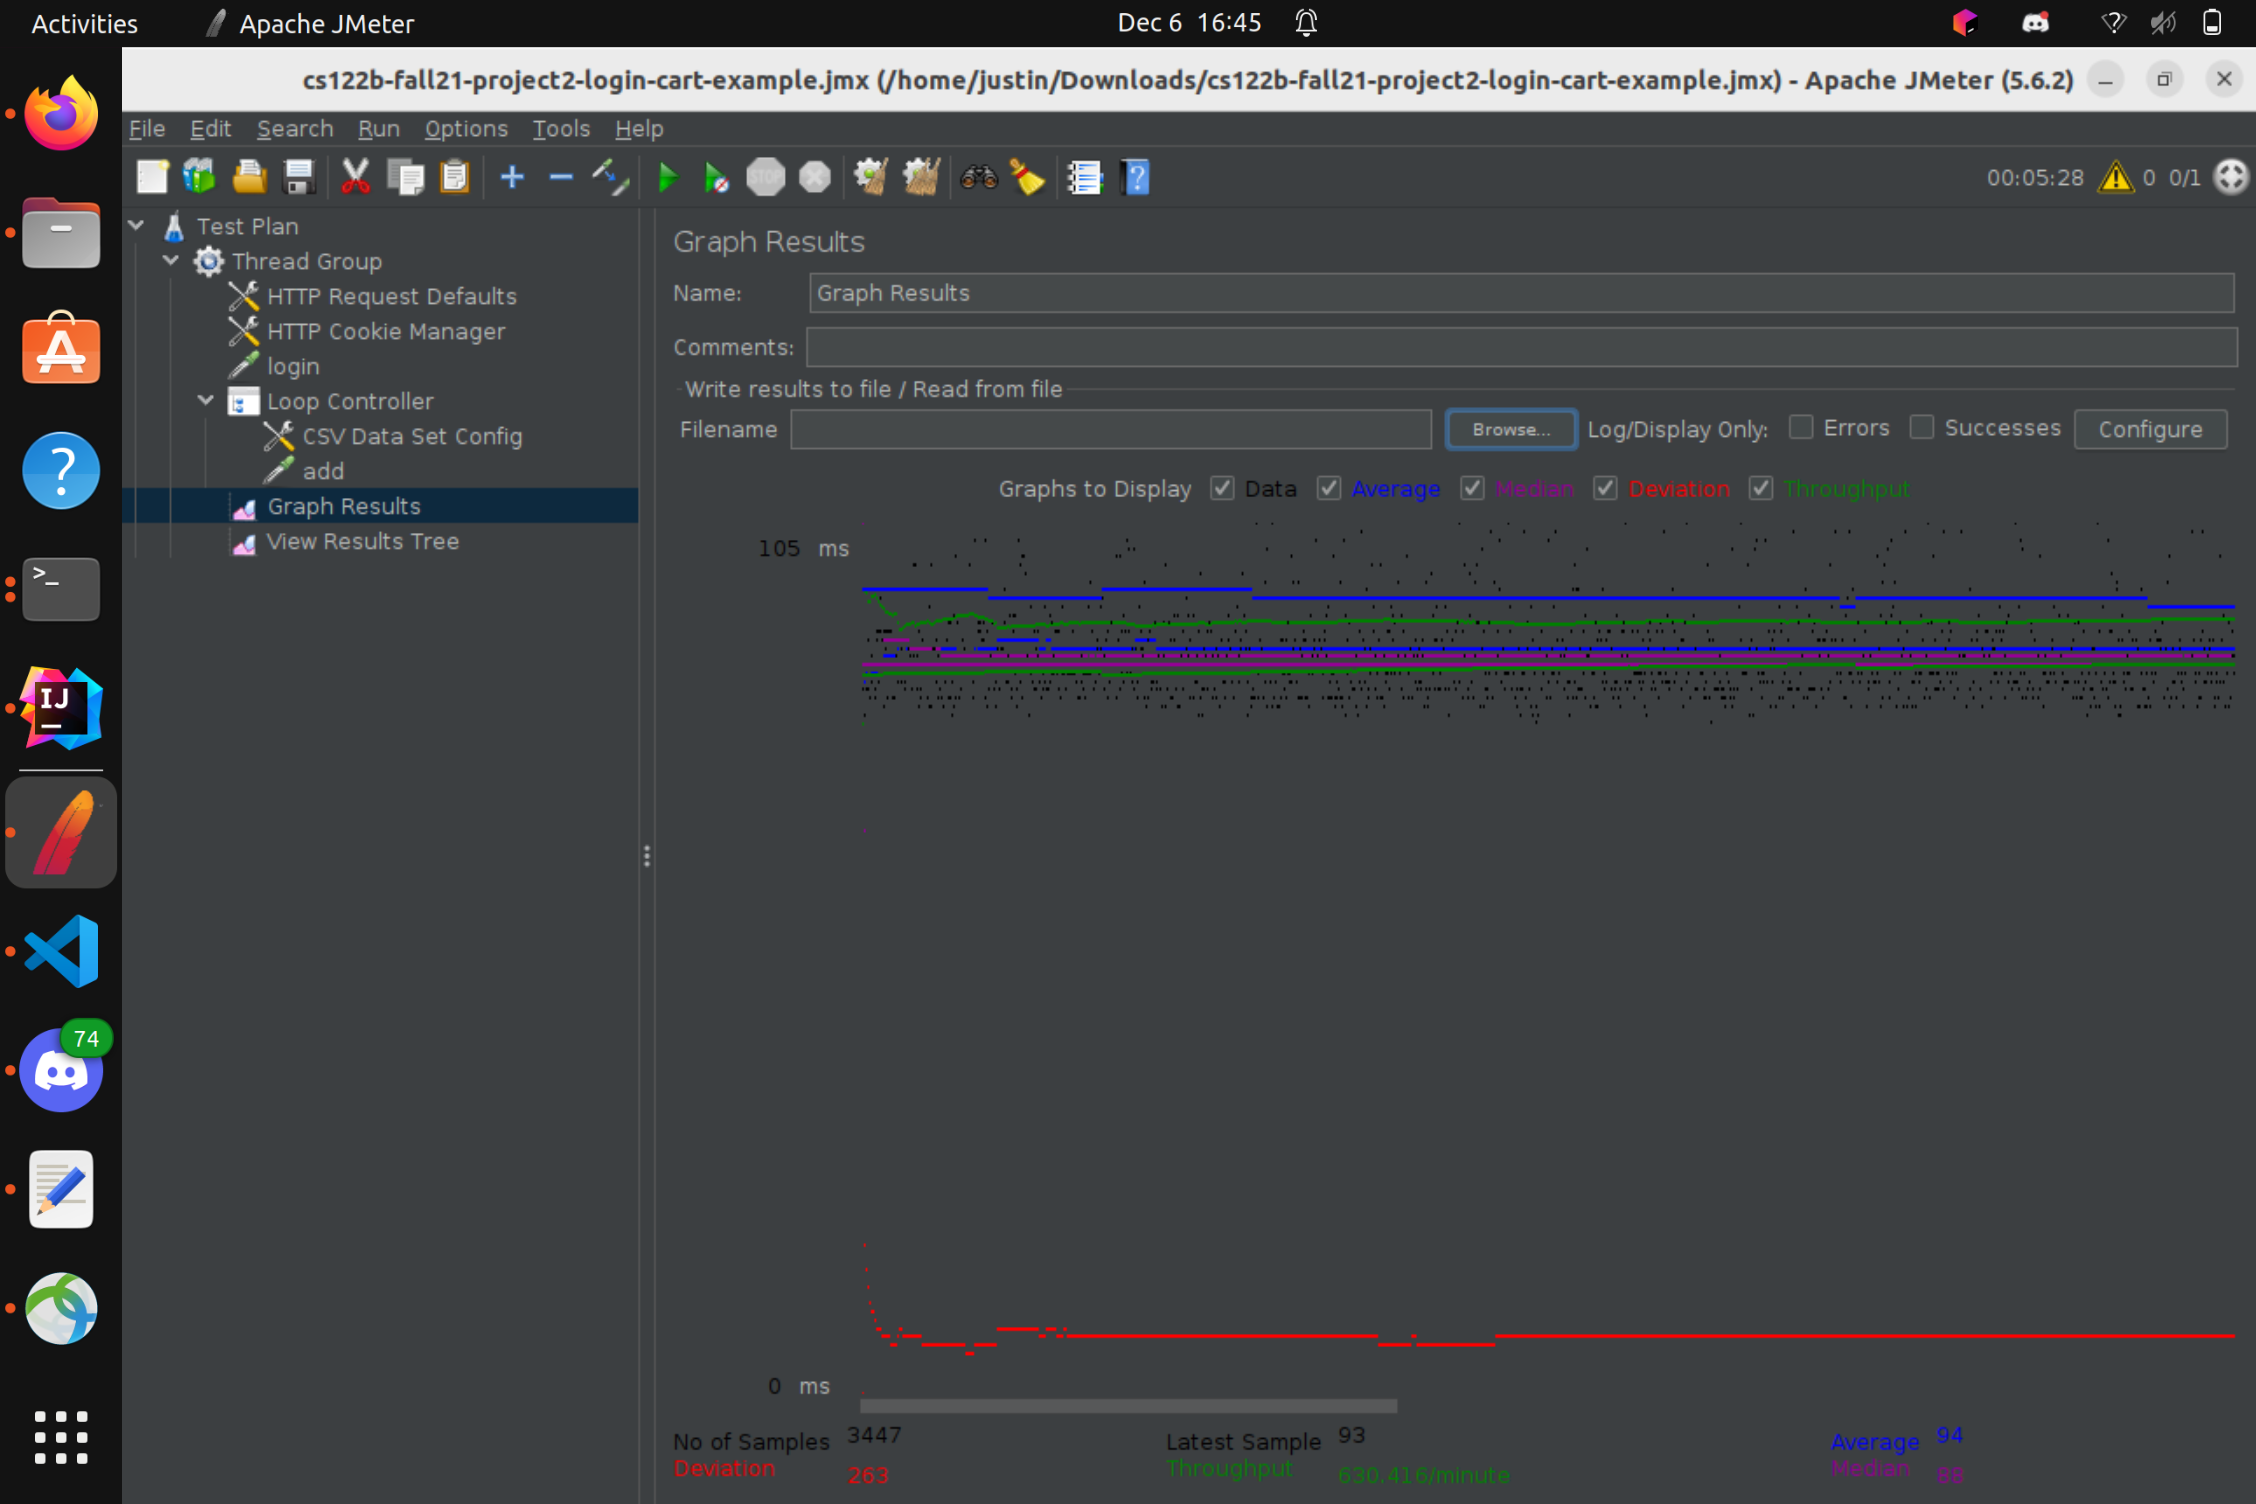 Activities Apache JMeter Dec 6 16:45
cs122b-fall21-project2-login-cart-example.jmx (/home/justin/Downloads/cs122b-fall21-project2-login-cart-example.jmx) - Apache JMeter (5.6.2)
File Edit Search Run Options Tools Help
STOP 00:05:28 0 0/1
Test Plan
Thread Group
HTTP Request Defaults
HTTP Cookie Manager
login
Loop Controller
CSV Data Set Config
add
Graph Results
View Results Tree
Graph Results
Name: Graph Results
Comments:
Write results to file / Read from file
Filename Browse... Log/Display Only: Errors Successes Configure
Graphs to Display Data Average Median Deviation Throughput
105 ms
0 ms
No of Samples 3447 Latest Sample 93 Average 94
Deviation 263 Throughput 630.416/minute Median 88
IJ
74